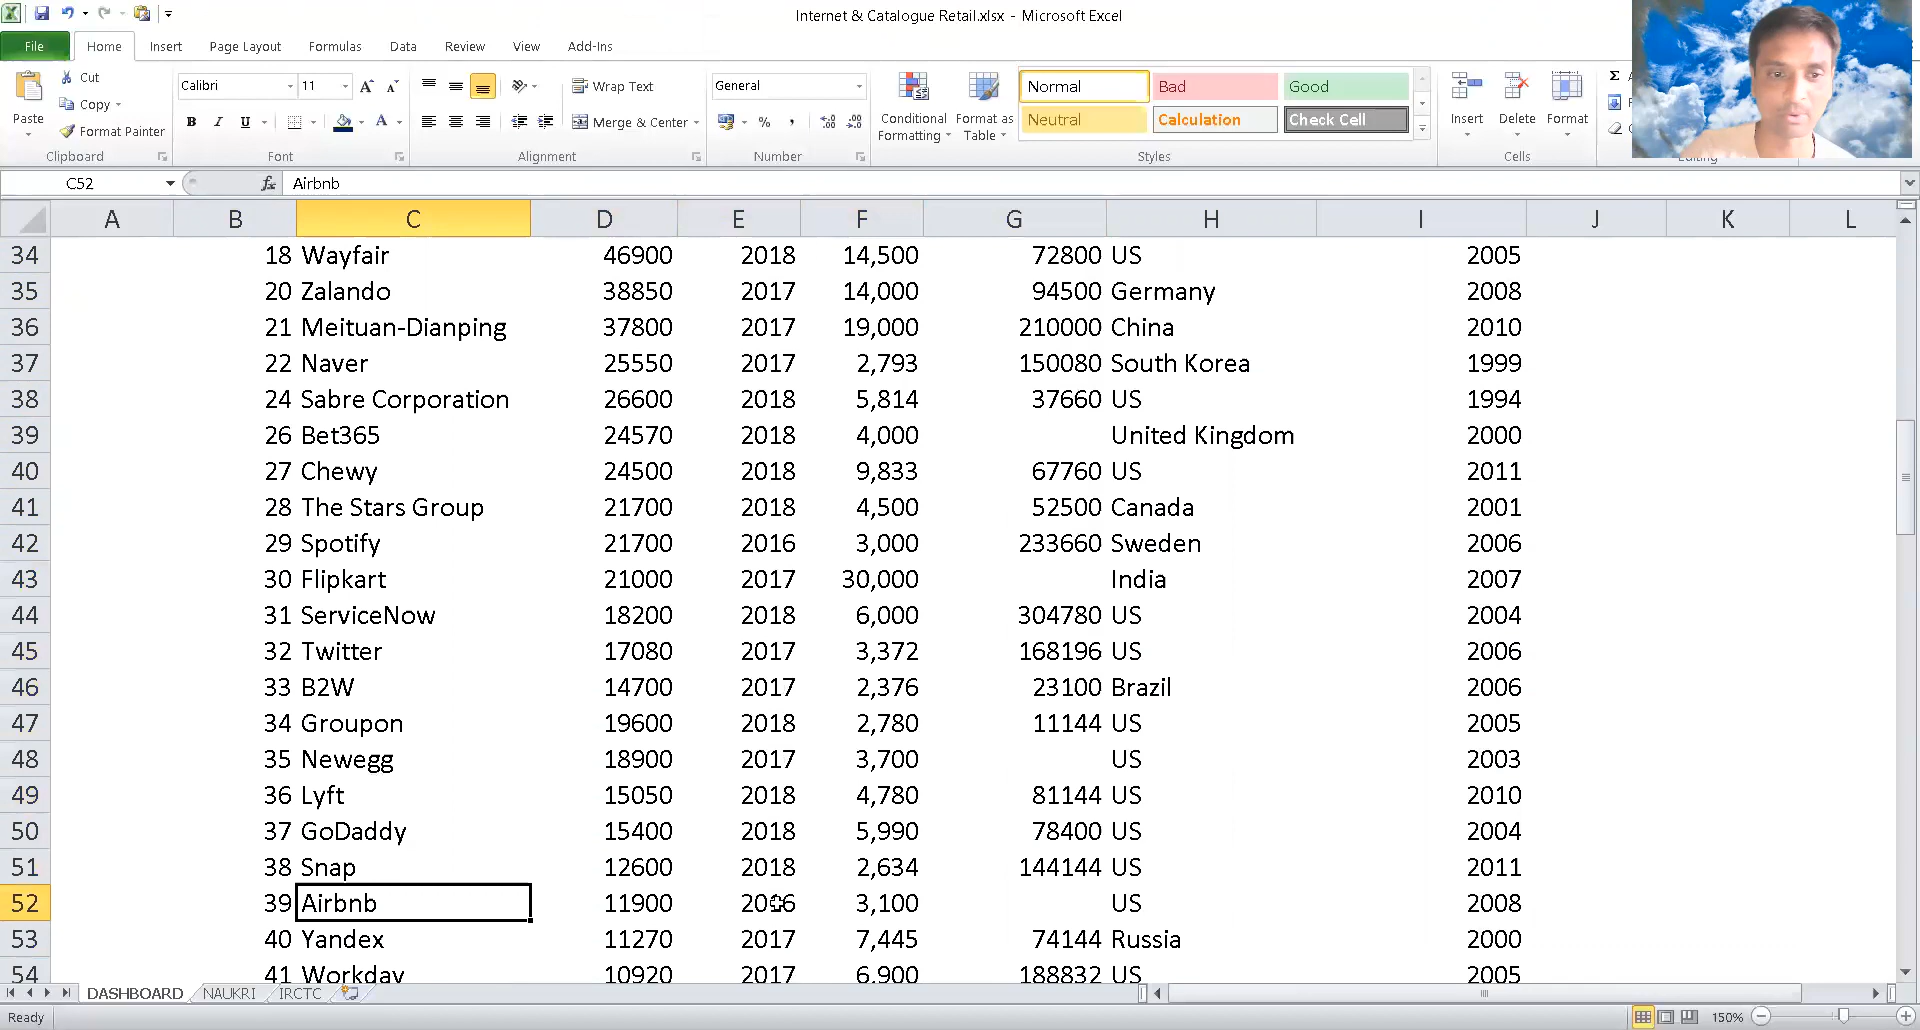 Internet & Catalogue Retail.xlsx - Microsoft Excel
File Home Insert Page Layout Formulas Data Review View Add-Ins
Paste Cut Copy Format Painter Clipboard
Calibri 11 B I U Font
Wrap Text Merge & Center Alignment
General % , Number
Conditional Formatting Format as Table
Normal Bad Good
Neutral Calculation Check Cell
Styles
Insert Delete Format Cells
C52 fx Airbnb
A B C D E F G H I J K L
34 18 Wayfair 46900 2018 14,500 72800 US 2005
35 20 Zalando 38850 2017 14,000 94500 Germany 2008
36 21 Meituan-Dianping 37800 2017 19,000 210000 China 2010
37 22 Naver 25550 2017 2,793 150080 South Korea 1999
38 24 Sabre Corporation 26600 2018 5,814 37660 US 1994
39 26 Bet365 24570 2018 4,000 United Kingdom 2000
40 27 Chewy 24500 2018 9,833 67760 US 2011
41 28 The Stars Group 21700 2018 4,500 52500 Canada 2001
42 29 Spotify 21700 2016 3,000 233660 Sweden 2006
43 30 Flipkart 21000 2017 30,000 India 2007
44 31 ServiceNow 18200 2018 6,000 304780 US 2004
45 32 Twitter 17080 2017 3,372 168196 US 2006
46 33 B2W 14700 2017 2,376 23100 Brazil 2006
47 34 Groupon 19600 2018 2,780 11144 US 2005
48 35 Newegg 18900 2017 3,700 US 2003
49 36 Lyft 15050 2018 4,780 81144 US 2010
50 37 GoDaddy 15400 2018 5,990 78400 US 2004
51 38 Snap 12600 2018 2,634 144144 US 2011
52 39 Airbnb 11900 2016 3,100 US 2008
53 40 Yandex 11270 2017 7,445 74144 Russia 2000
54 41 Workday 10920 2017 6,900 188832 US 2005
DASHBOARD NAUKRI IRCTC
Ready 150%